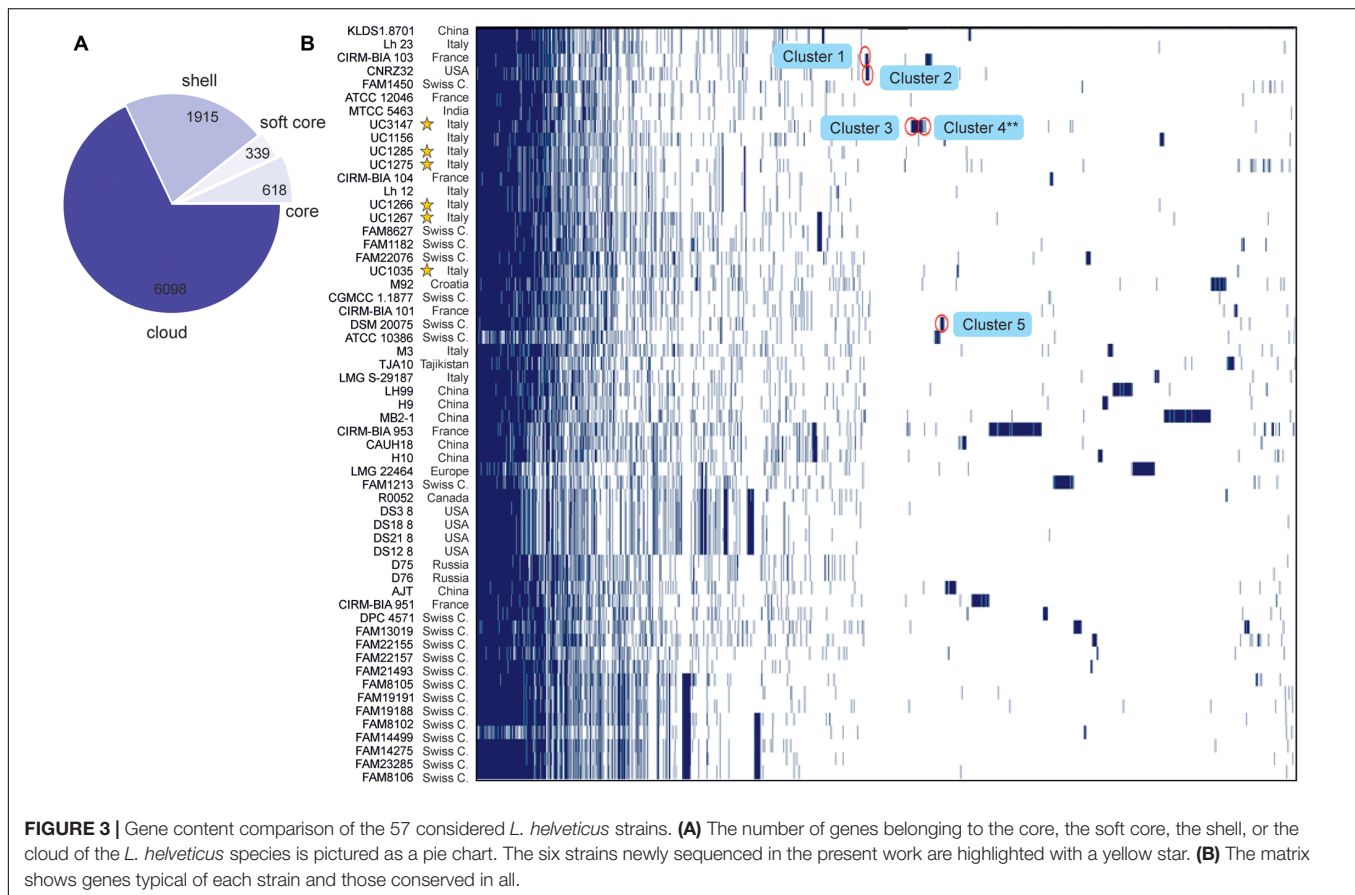 A
shell
1915
soft core
339
618
core
6098
cloud
B
KLDS1.8701 China
Lh 23 Italy
CIRM-BIA 103 France
CNRZ32 USA
FAM1450 Swiss C.
ATCC 12046 France
MTCC 5463 India
UC3147 Italy
UC1156 Italy
UC1285 Italy
UC1275 Italy
CIRM-BIA 104 France
Lh 12 Italy
UC1266 Italy
UC1267 Italy
FAM8627 Swiss C.
FAM1182 Swiss C.
FAM22076 Swiss C.
UC1035 Italy
M92 Croatia
CGMCC 1.1877 Swiss C.
CIRM-BIA 101 France
DSM 20075 Swiss C.
ATCC 10386 Swiss C.
M3 Italy
TJA10 Tajikistan
LMG S-29187 Italy
LH99 China
H9 China
MB2-1 China
CIRM-BIA 953 France
CAUH18 China
H10 China
LMG 22464 Europe
FAM1213 Swiss C.
R0052 Canada
DS3 8 USA
DS18 8 USA
DS21 8 USA
DS12 8 USA
D75 Russia
D76 Russia
AJT China
CIRM-BIA 951 France
DPC 4571 Swiss C.
FAM13019 Swiss C.
FAM22155 Swiss C.
FAM22157 Swiss C.
FAM21493 Swiss C.
FAM8105 Swiss C.
FAM19191 Swiss C.
FAM19188 Swiss C.
FAM8102 Swiss C.
FAM14499 Swiss C.
FAM14275 Swiss C.
FAM23285 Swiss C.
FAM8106 Swiss C.
Cluster 1
Cluster 2
Cluster 3
Cluster 4**
Cluster 5
FIGURE 3 | Gene content comparison of the 57 considered L. helveticus strains. (A) The number of genes belonging to the core, the soft core, the shell, or the
cloud of the L. helveticus species is pictured as a pie chart. The six strains newly sequenced in the present work are highlighted with a yellow star. (B) The matrix
shows genes typical of each strain and those conserved in all.